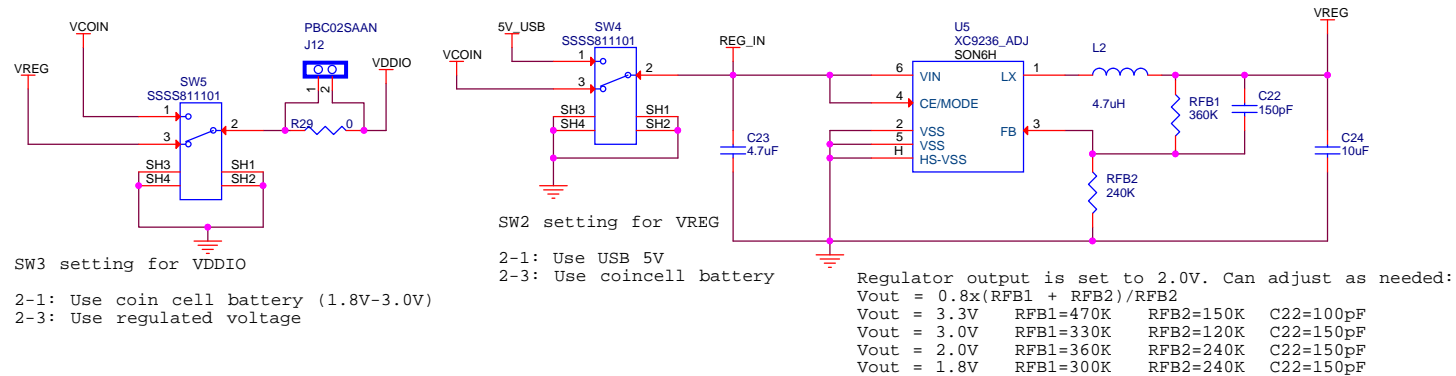 VCOIN
VREG
SW5
SSSS811101
1
3
2
SH3
SH4
SH1
SH2
PBC02SAAN
J12
1
2
R29
0
VDDIO
SW3 setting for VDDIO
2-1: Use coin cell battery (1.8V-3.0V)
2-3: Use regulated voltage
5V_USB
VCOIN
SW4
SSSS811101
1
3
2
SH3
SH4
SH1
SH2
SW2 setting for VREG
2-1: Use USB 5V
2-3: Use coincell battery
REG_IN
C23
4.7uF
U5
XC9236_ADJ
SON6H
6
VIN
4
CE/MODE
2
VSS
5
VSS
H
HS-VSS
LX
1
FB
3
L2
4.7uH
RFB1
360K
C22
150pF
RFB2
240K
VREG
C24
10uF
Regulator output is set to 2.0V. Can adjust as needed:
Vout = 0.8x(RFB1 + RFB2)/RFB2
Vout = 3.3V RFB1=470K RFB2=150K C22=100pF
Vout = 3.0V RFB1=330K RFB2=120K C22=150pF
Vout = 2.0V RFB1=360K RFB2=240K C22=150pF
Vout = 1.8V RFB1=300K RFB2=240K C22=150pF